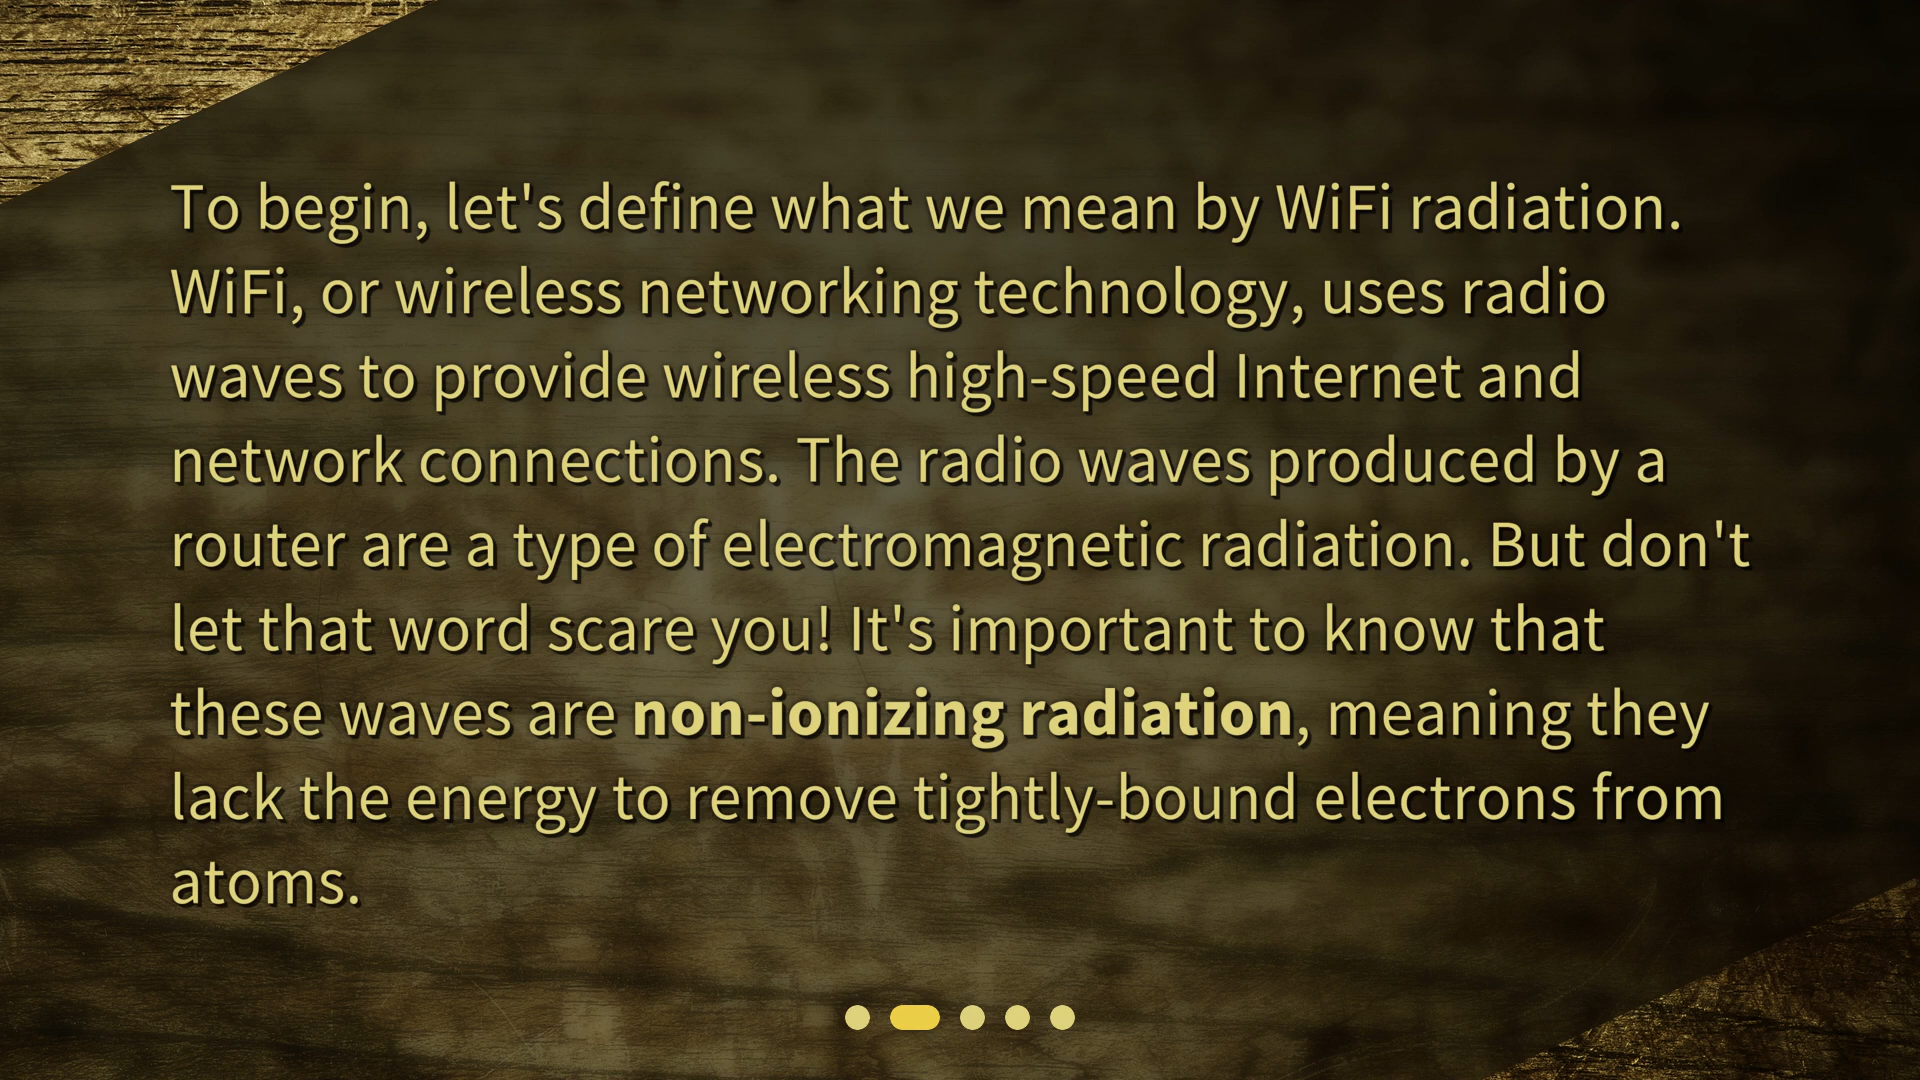 To begin, let's define what we mean by WiFi radiation.
WiFi, or wireless networking technology, uses radio
waves to provide wireless high-speed Internet and
network connections. The radio waves produced by a
router are a type of electromagnetic radiation. But don't
let that word scare you! It's important to know that
these waves are non-ionizing radiation, meaning they
lack the energy to remove tightly-bound electrons from
atoms.